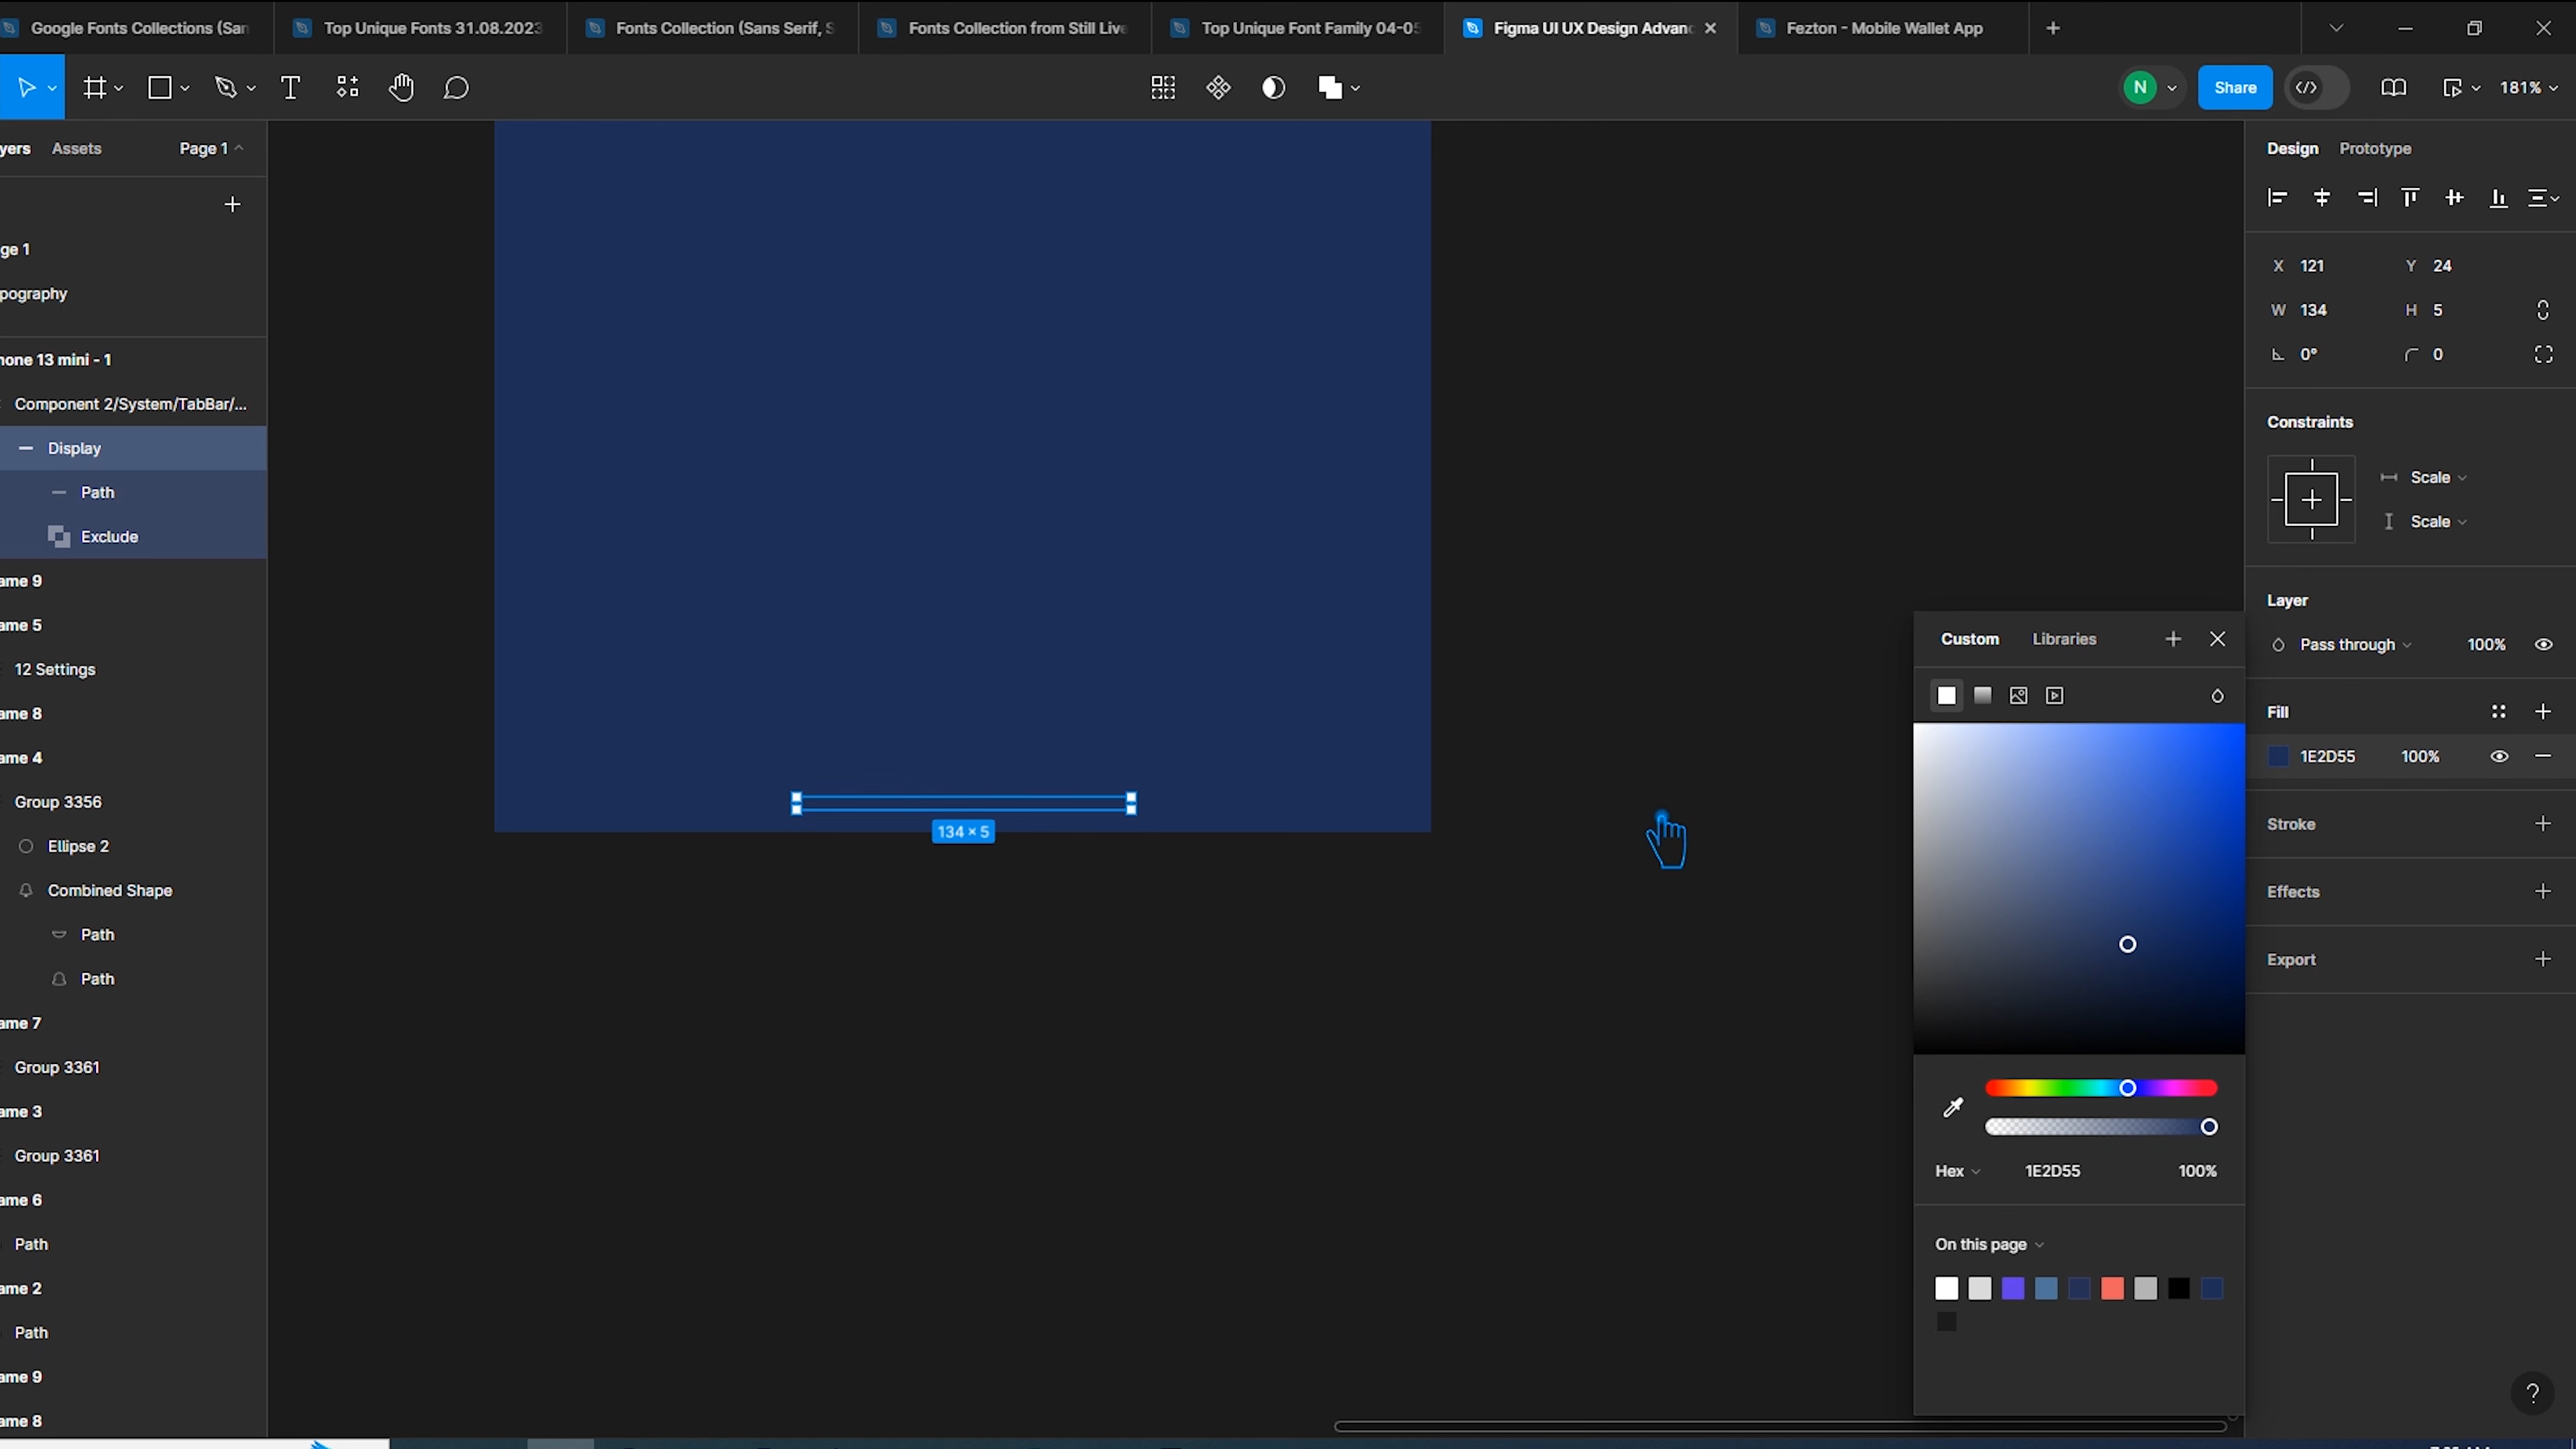 Google Fonts Collections (San
Top Unique Fonts 31.08.2023
Fonts Collection (Sans Serif, S
Fonts Collection from Still Live
Top Unique Font Family 04-05
Figma UI UX Design Advanc
Fezton - Mobile Wallet App
N
Share
181%
yers
Assets
Page 1
ge 1
pography
hone 13 mini - 1
Component 2/System/TabBar/...
Display
Path
Exclude
ame 9
ame 5
12 Settings
ame 8
ame 4
Group 3356
Ellipse 2
Combined Shape
Path
Path
ame 7
Group 3361
ame 3
Group 3361
ame 6
Path
ame 2
Path
ame 9
ame 8
134 × 5
Custom
Libraries
Hex
1E2D55
100%
On this page
Design
Prototype
X 121
Y 24
W 134
H 5
0°
0
Constraints
Scale
Scale
Layer
Pass through
100%
Fill
1E2D55
100%
Stroke
Effects
Export
?